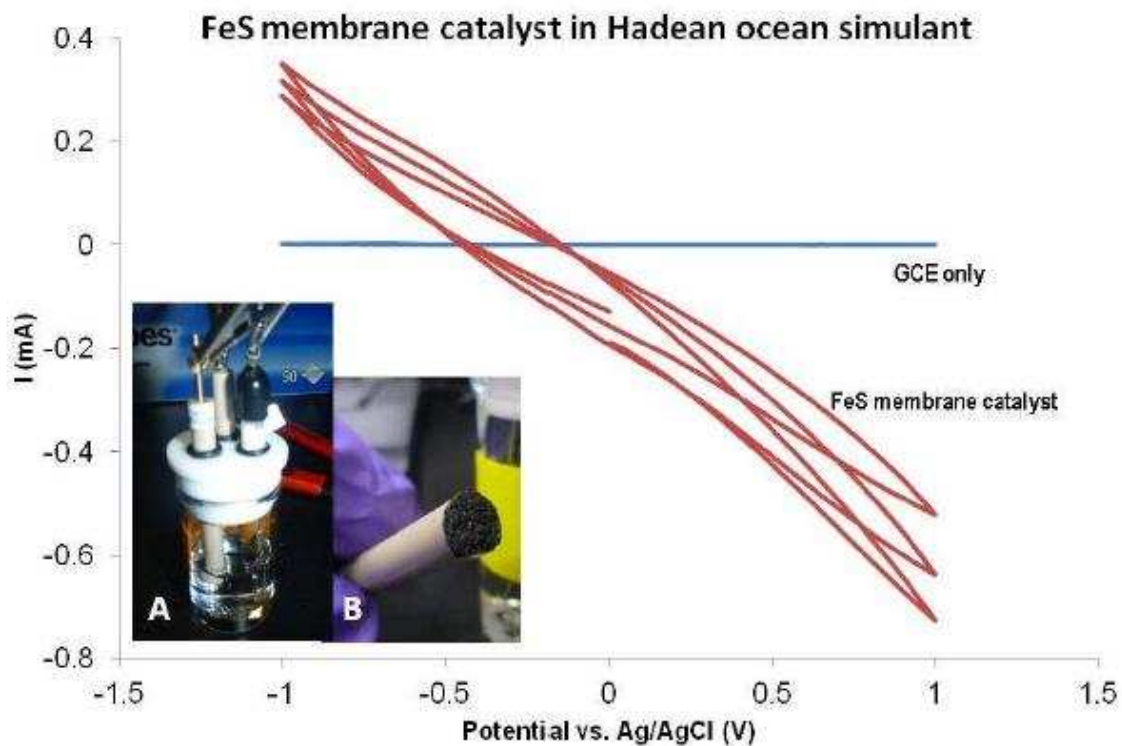 FeS membrane catalyst in Hadean ocean simulant
0.4
0.2
0
-0.2
-0.4
-0.6
-0.8
I (mA)
GCE only
FeS membrane catalyst
50
A
B
-1.5
-1
-0.5
0
0.5
1
1.5
Potential vs. Ag/AgCl (V)